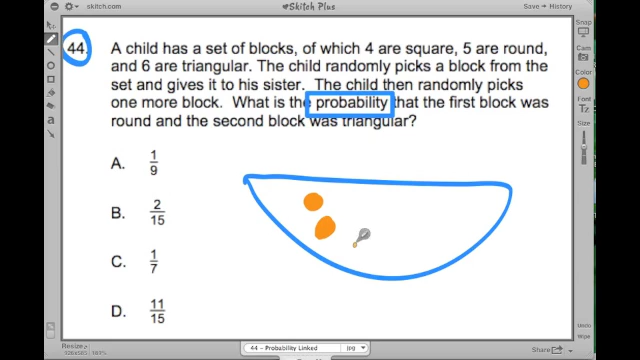 skitch.com
Skitch Plus
Save→ History
44. A child has a set of blocks, of which 4 are square, 5 are round,
and 6 are triangular. The child randomly picks a block from the
set and gives it to his sister. The child then randomly picks
one more block. What is the probability that the first block was
round and the second block was triangular?
A. 1/9
B. 2/15
C. 1/7
D. 11/15
Snap
Cam
Color
Font
Tz
Size
Undo
Wipe
Resize
44 - Probability Linked
jpg
Share